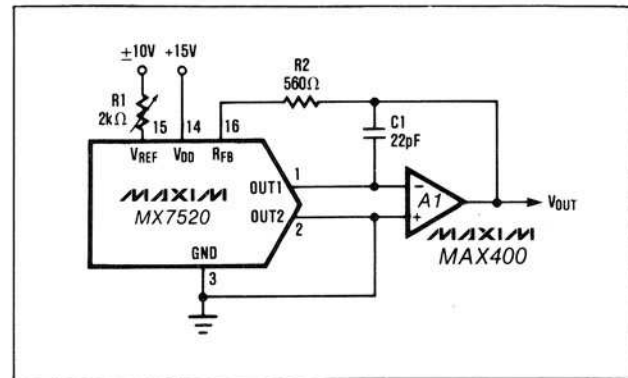 ±10V +15V
R1
2kΩ
15 14 16
R2
560Ω
C1
22pF
VREF VDD RFB
MAXIM
MX7520
OUT1 1
OUT2 2
GND
3
− A1
+
VOUT
MAXIM
MAX400